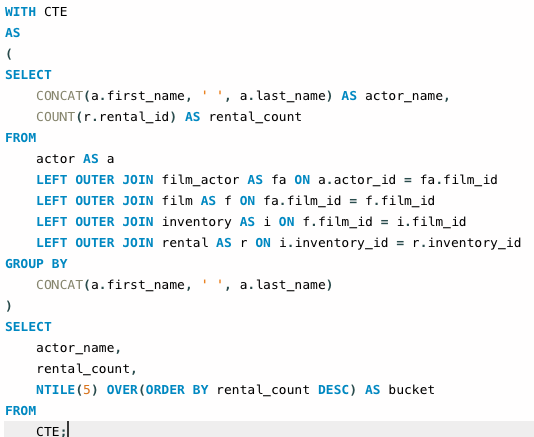 WITH CTE
AS
(
SELECT
    CONCAT(a.first_name, ' ', a.last_name) AS actor_name,
    COUNT(r.rental_id) AS rental_count
FROM
    actor AS a
    LEFT OUTER JOIN film_actor AS fa ON a.actor_id = fa.film_id
    LEFT OUTER JOIN film AS f ON fa.film_id = f.film_id
    LEFT OUTER JOIN inventory AS i ON f.film_id = i.film_id
    LEFT OUTER JOIN rental AS r ON i.inventory_id = r.inventory_id
GROUP BY
    CONCAT(a.first_name, ' ', a.last_name)
)
SELECT
    actor_name,
    rental_count,
    NTILE(5) OVER(ORDER BY rental_count DESC) AS bucket
FROM
    CTE;